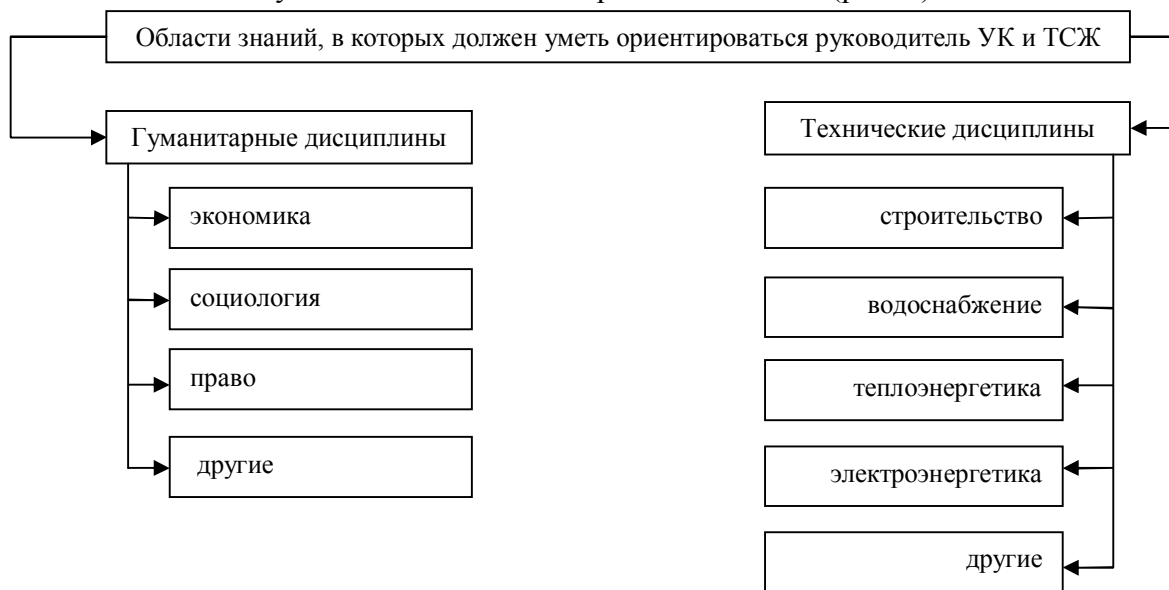 Области знаний, в которых должен уметь ориентироваться руководитель УК и ТСЖ
Гуманитарные дисциплины
экономика
социология
право
другие
Технические дисциплины
строительство
водоснабжение
теплоэнергетика
электроэнергетика
другие